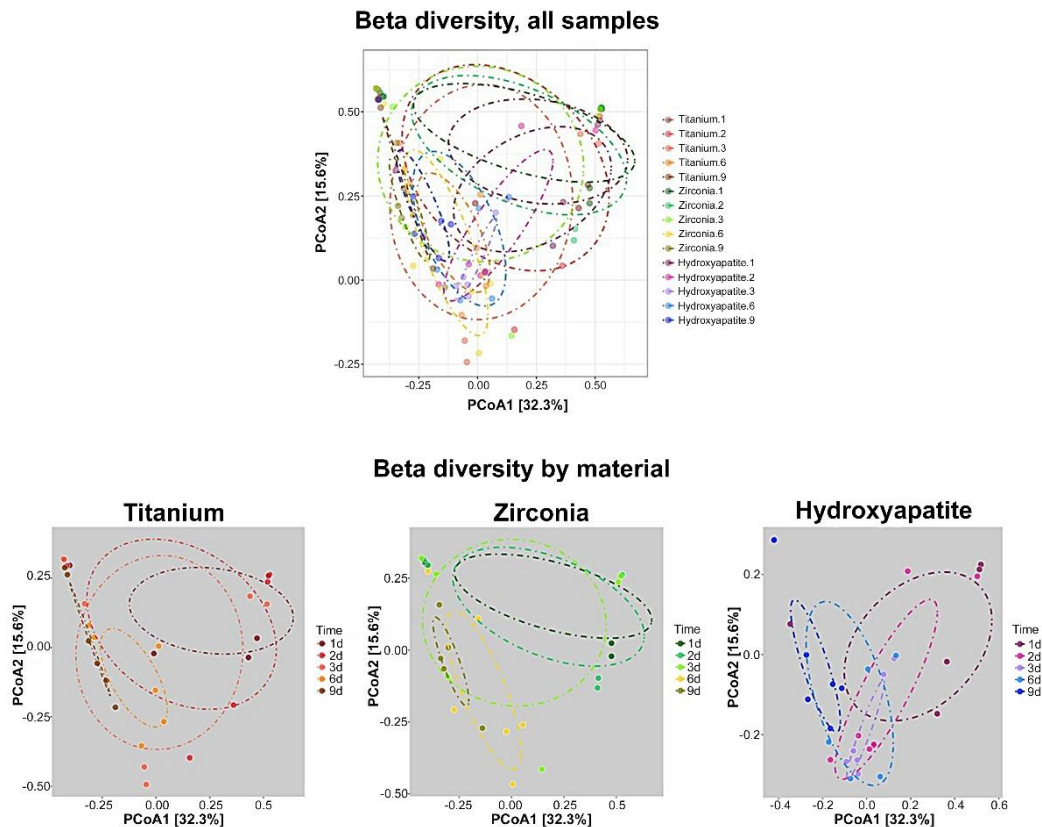 Beta diversity, all samples
PCoA2 [15.6%]
0.50
0.25
0.00
-0.25
-0.25
0.00
0.25
0.50
PCoA1 [32.3%]
Titanium.1
Titanium.2
Titanium.3
Titanium.6
Titanium.9
Zirconia.1
Zirconia.2
Zirconia.3
Zirconia.6
Zirconia.9
Hydroxyapatite.1
Hydroxyapatite.2
Hydroxyapatite.3
Hydroxyapatite.6
Hydroxyapatite.9
Beta diversity by material
Titanium
PCoA2 [15.6%]
0.25
0.00
-0.25
-0.50
-0.5
0.0
0.5
PCoA1 [32.3%]
Time
1d
2d
3d
6d
9d
Zirconia
PCoA2 [15.6%]
0.25
0.00
-0.25
-0.50
-0.5
0.0
0.5
PCoA1 [32.3%]
Time
1d
2d
3d
6d
9d
Hydroxyapatite
PCoA2 [15.6%]
0.2
0.0
-0.2
-0.4
-0.2
0.0
0.2
0.4
0.6
PCoA1 [32.3%]
Time
1d
2d
3d
6d
9d